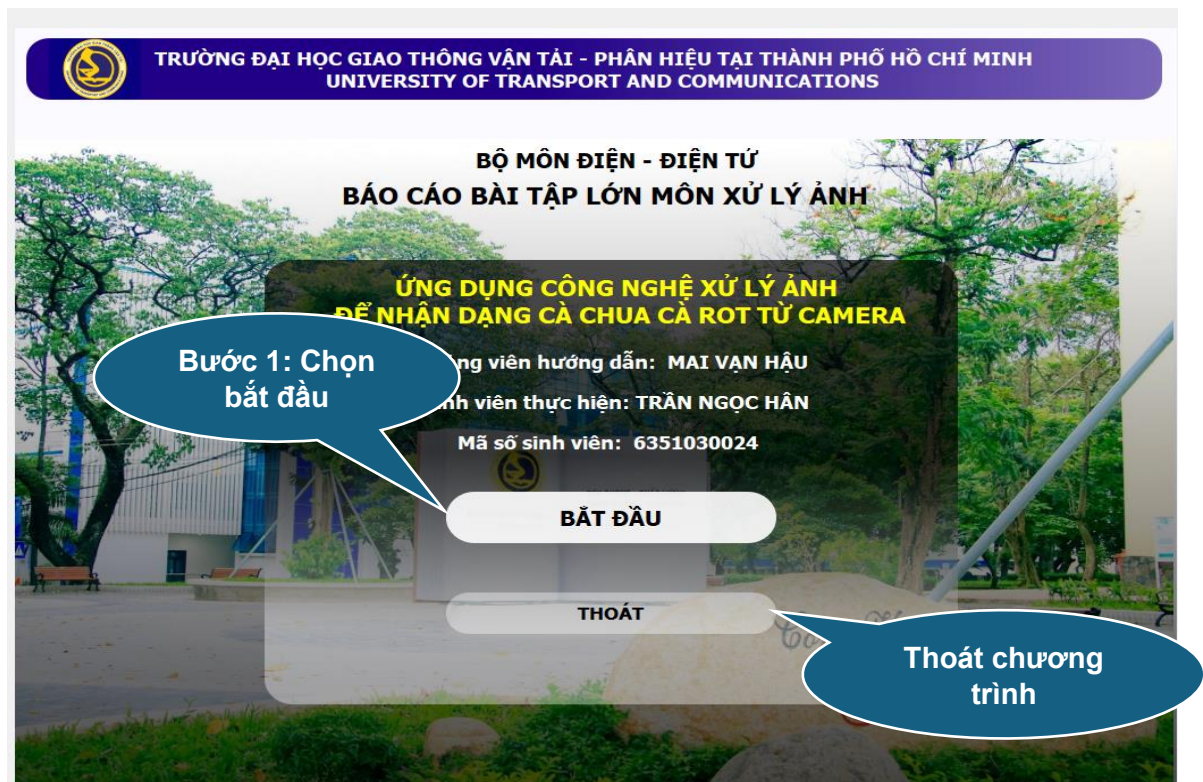 TRƯỜNG ĐẠI HỌC GIAO THÔNG VẬN TẢI - PHÂN HIỆU TẠI THÀNH PHỐ HỒ CHÍ MINH
UNIVERSITY OF TRANSPORT AND COMMUNICATIONS
BỘ MÔN ĐIỆN - ĐIỆN TỬ
BÁO CÁO BÀI TẬP LỚN MÔN XỬ LÝ ẢNH
ỨNG DỤNG CÔNG NGHỆ XỬ LÝ ẢNH
ĐỂ NHẬN DẠNG CÀ CHUA CÀ ROT TỪ CAMERA
Bước 1: Chọn
bắt đầu
viên hướng dẫn: MAI VẠN HẬU
viên thực hiện: TRẦN NGỌC HÂN
Mã số sinh viên: 6351030024
BẮT ĐẦU
THOÁT
Thoát chương
trình